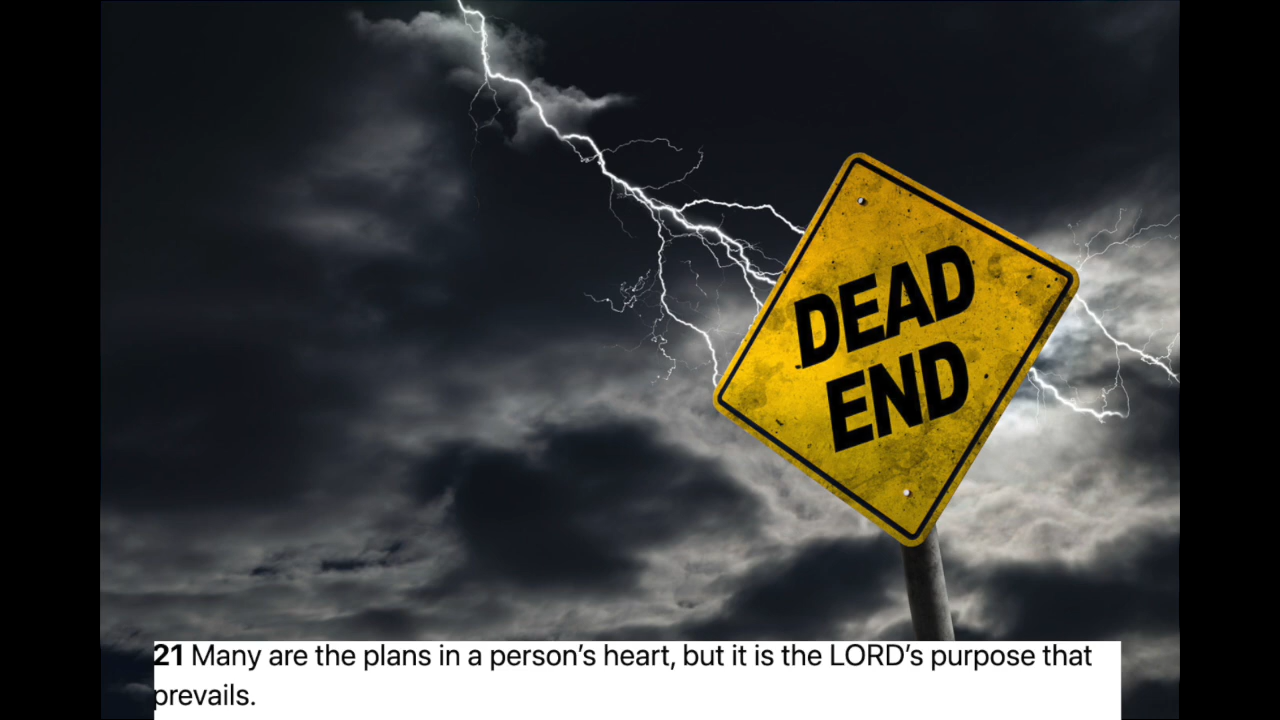 DEAD
END
21 Many are the plans in a person’s heart, but it is the LORD’s purpose that
prevails.